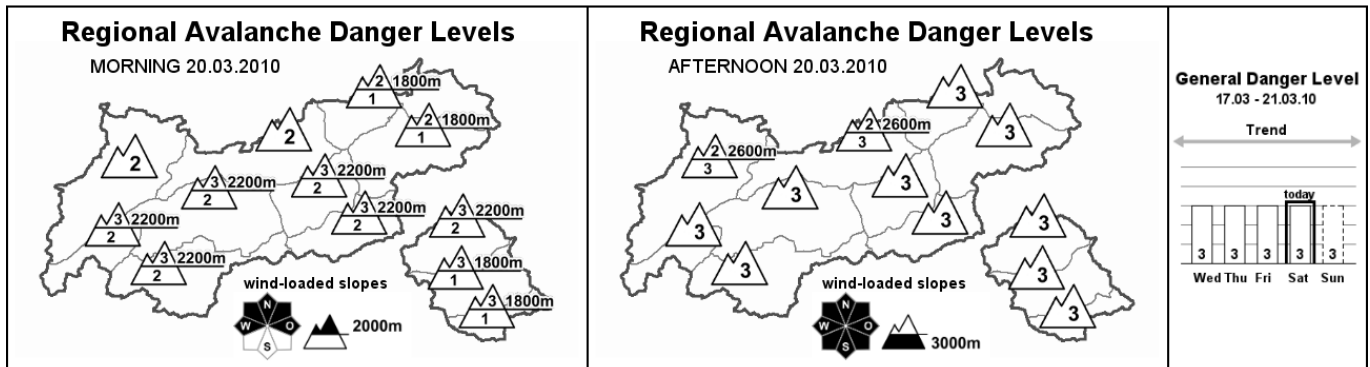 Regional Avalanche Danger Levels
MORNING 20.03.2010
2 1800m
1
2 1800m
1
2
2
3 2200m
2
3 2200m
2
3 2200m
2
3 2200m
2
3 2200m
2
3 2200m
2
3 1800m
1
3 1800m
1
wind-loaded slopes
N
W O
S
2000m
Regional Avalanche Danger Levels
AFTERNOON 20.03.2010
3
3
2 2600m
3
2 2600m
3
3
3
3
3
3
3
3
3
wind-loaded slopes
N
W O
S
3000m
General Danger Level
17.03 - 21.03.10
Trend
today
3 3 3 3 3
Wed Thu Fri Sat Sun